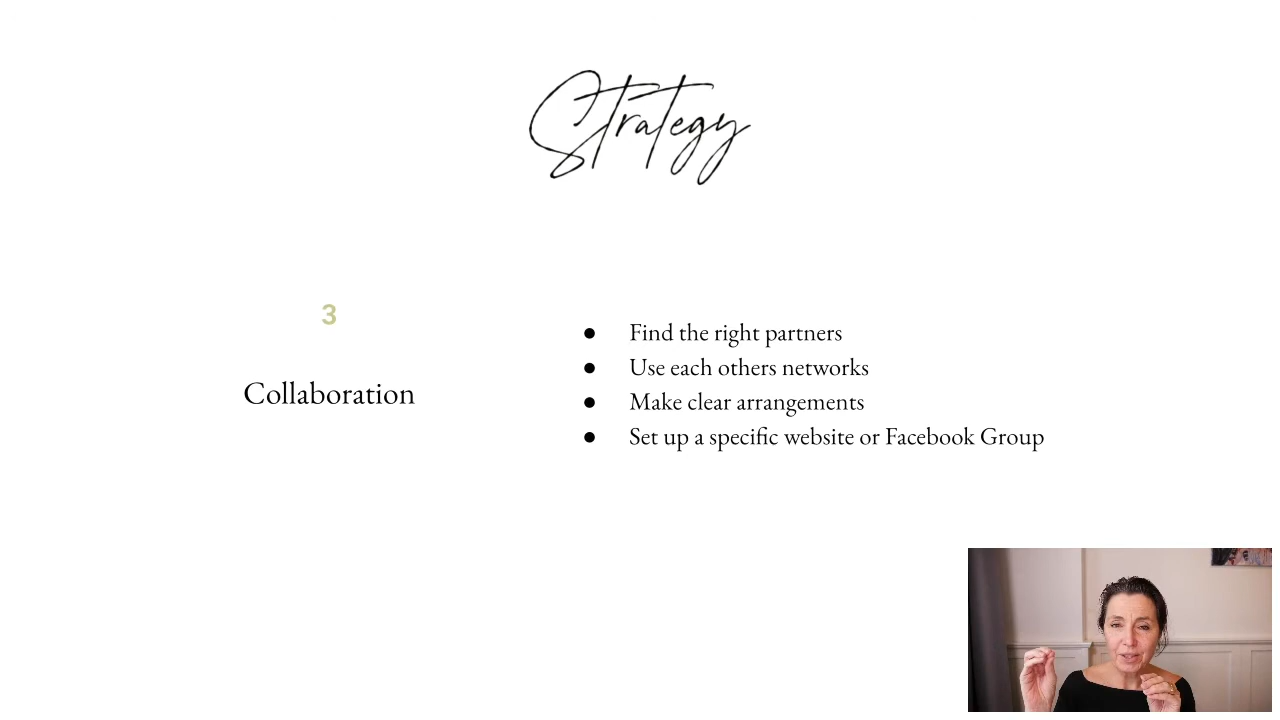 Strategy
3
Collaboration
● Find the right partners
● Use each others networks
● Make clear arrangements
● Set up a specific website or Facebook Group